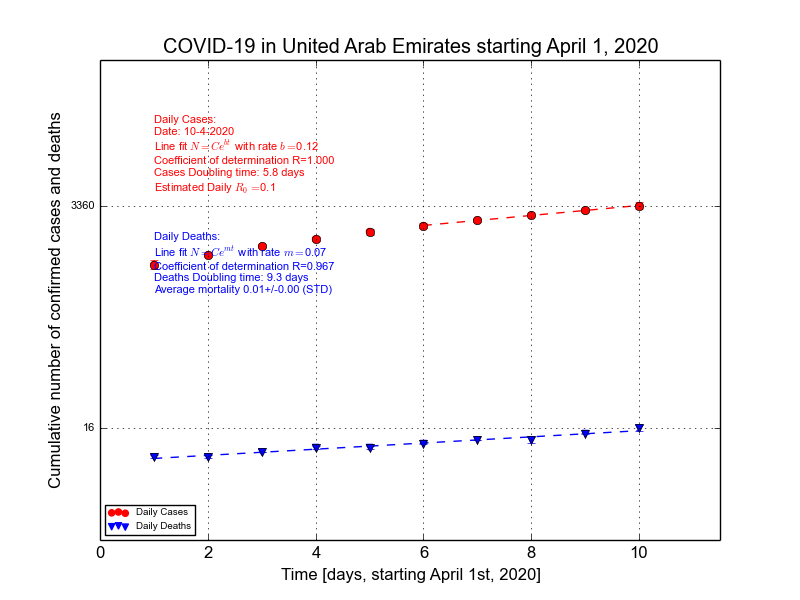 COVID-19 in United Arab Emirates starting April 1, 2020
Cumulative number of confirmed cases and deaths
Daily Cases:
Date: 10-4-2020
Line fit N=Ce^{bt} with rate b=0.12
Coefficient of determination R=1.000
Cases Doubling time: 5.8 days
Estimated Daily R_0=0.1
3360
Daily Deaths:
Line fit N=Ce^{mt} with rate m=0.07
Coefficient of determination R=0.967
Deaths Doubling time: 9.3 days
Average mortality 0.01+/-0.00 (STD)
16
Daily Cases
Daily Deaths
0 2 4 6 8 10
Time [days, starting April 1st, 2020]